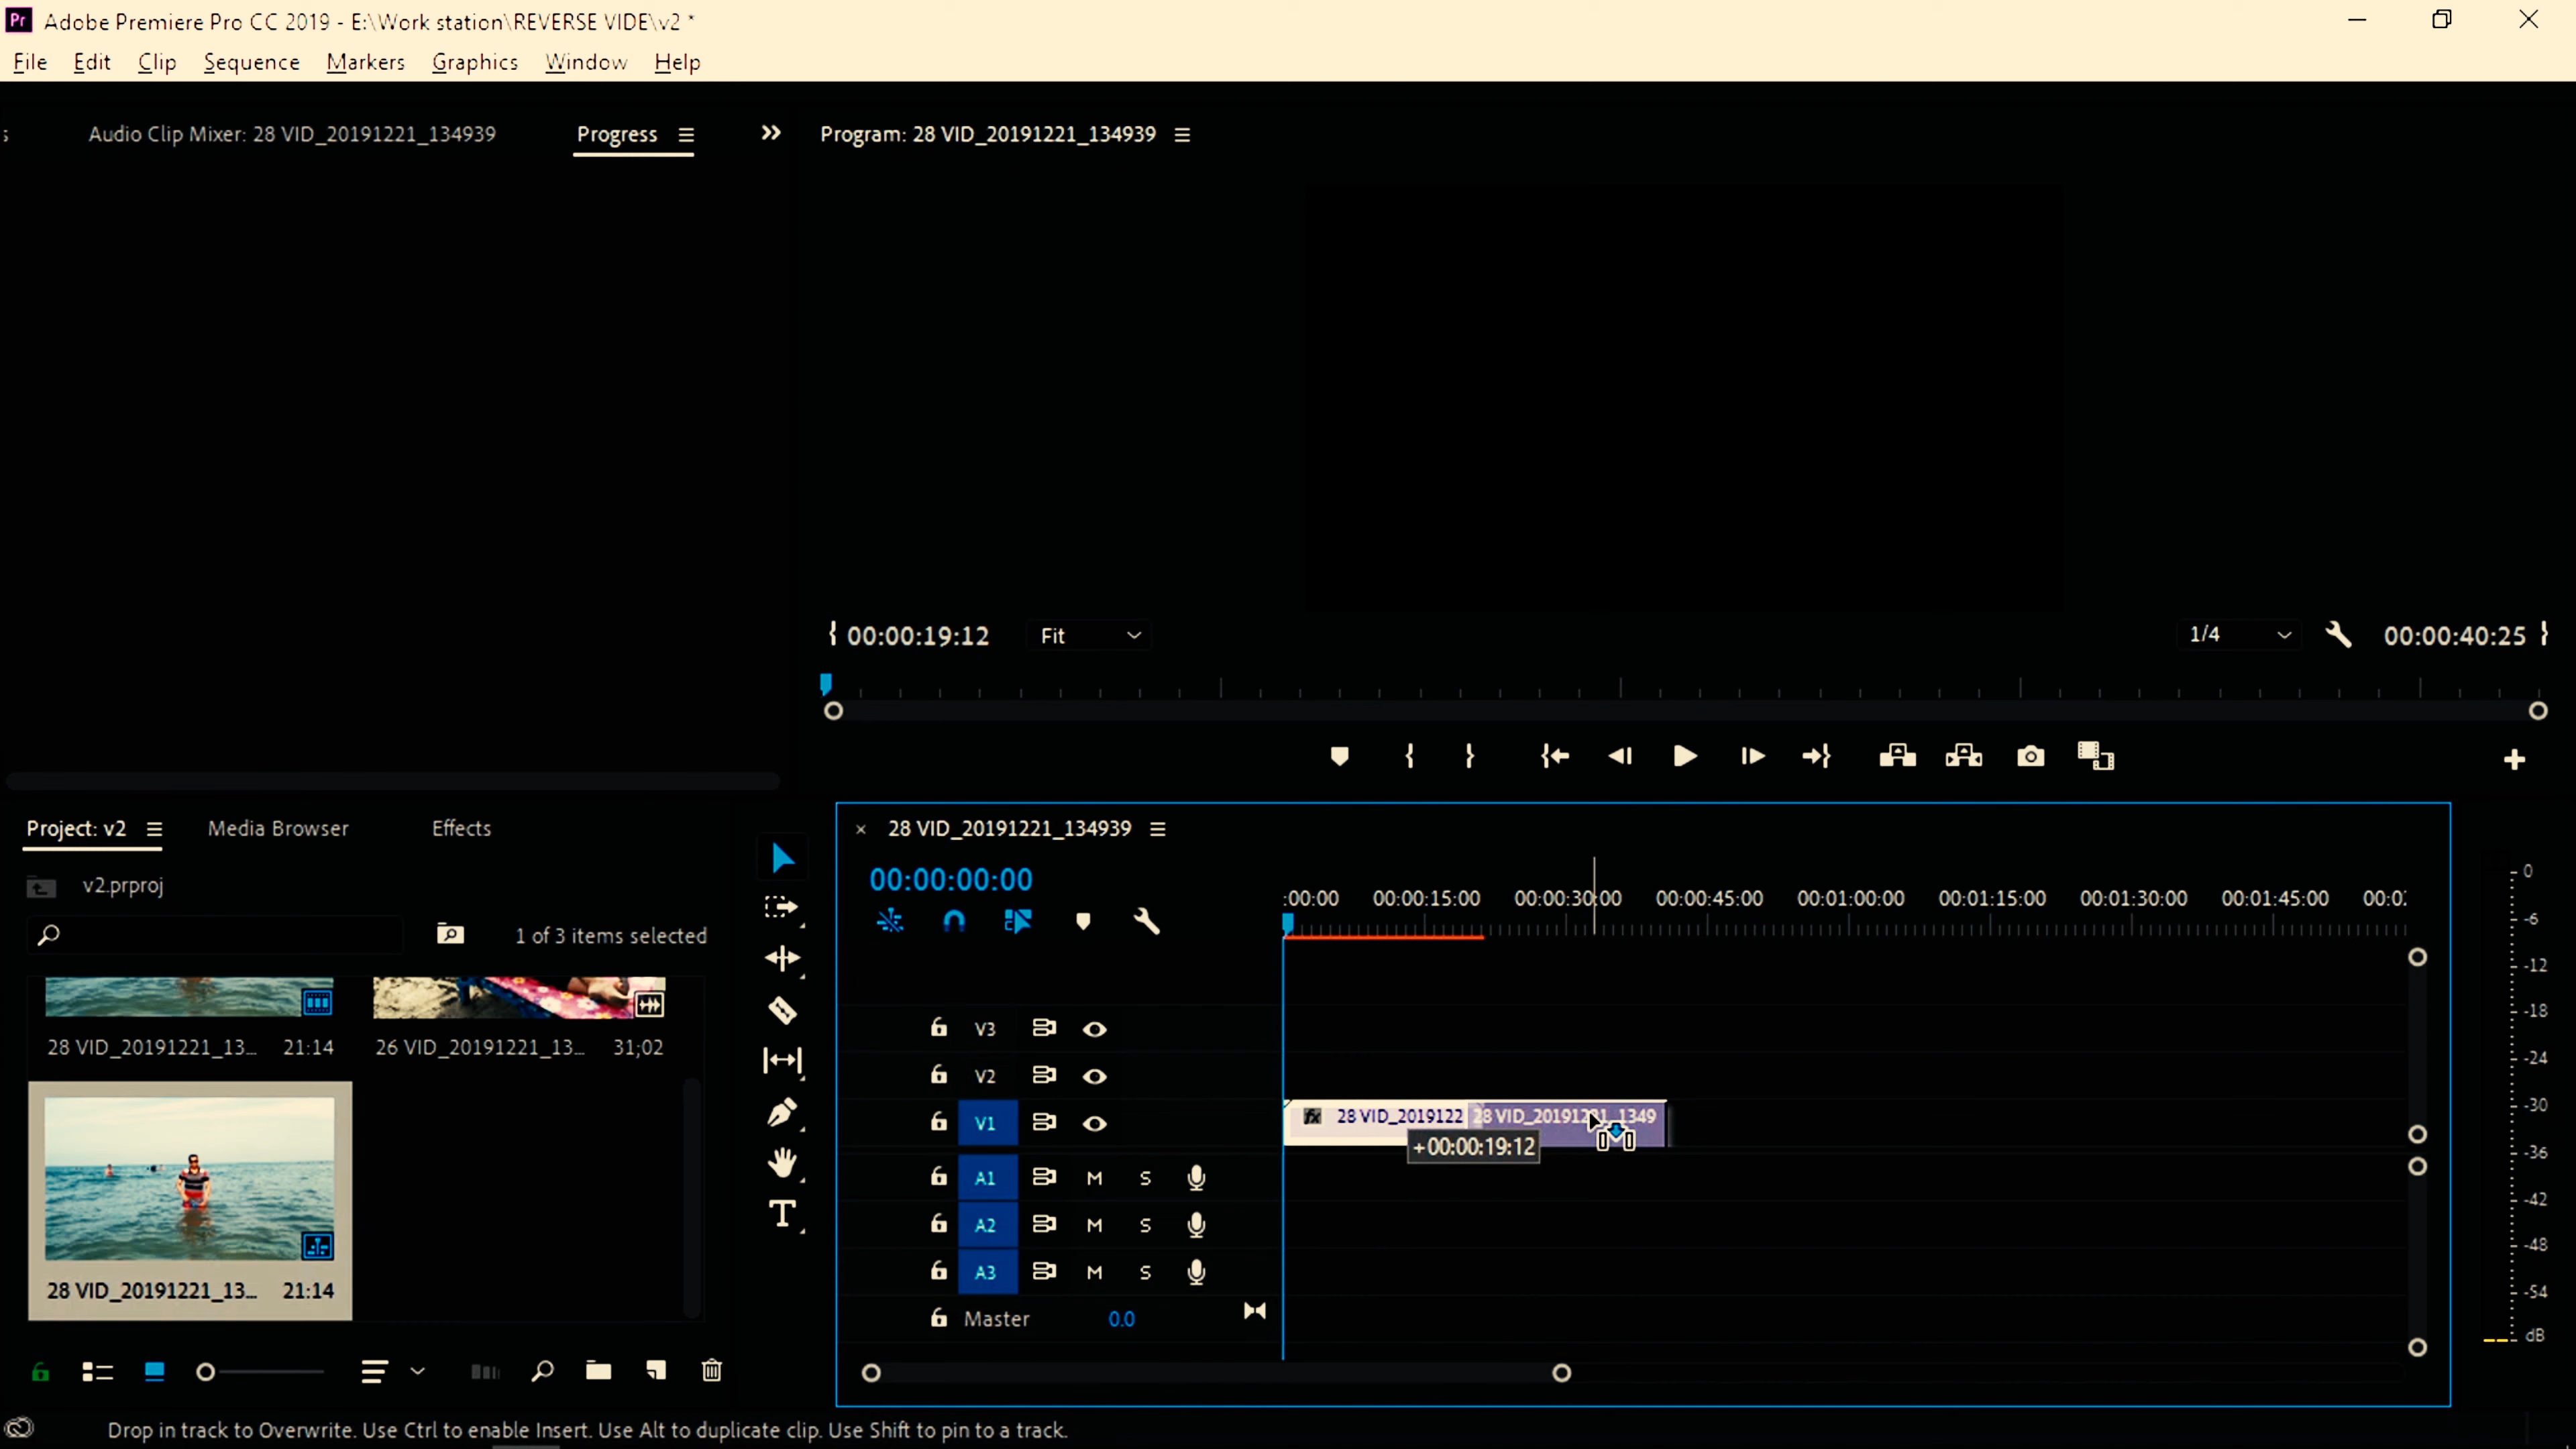 Pr Adobe Premiere Pro CC 2019 - E:\Work station\REVERSE VIDE\v2 *
File Edit Clip Sequence Markers Graphics Window Help
s Audio Clip Mixer: 28 VID_20191221_134939 Progress
Program: 28 VID_20191221_134939
00:00:19:12 Fit 1/4 00:00:40:25
Project: v2 Media Browser Effects
v2.prproj
1 of 3 items selected
28 VID_20191221_13... 21:14
26 VID_20191221_13... 31;02
28 VID_20191221_13... 21:14
× 28 VID_20191221_134939
00:00:00:00
:00:00 00:00:15:00 00:00:30:00 00:00:45:00 00:01:00:00 00:01:15:00 00:01:30:00 00:01:45:00 00:0
V3
V2
V1 fx 28 VID_2019122 28 VID_20191221_1349
+00:00:19:12
A1 M S
A2 M S
A3 M S
Master 0.0
0
-6
-12
-18
-24
-30
-36
-42
-48
-54
dB
Drop in track to Overwrite. Use Ctrl to enable Insert. Use Alt to duplicate clip. Use Shift to pin to a track.